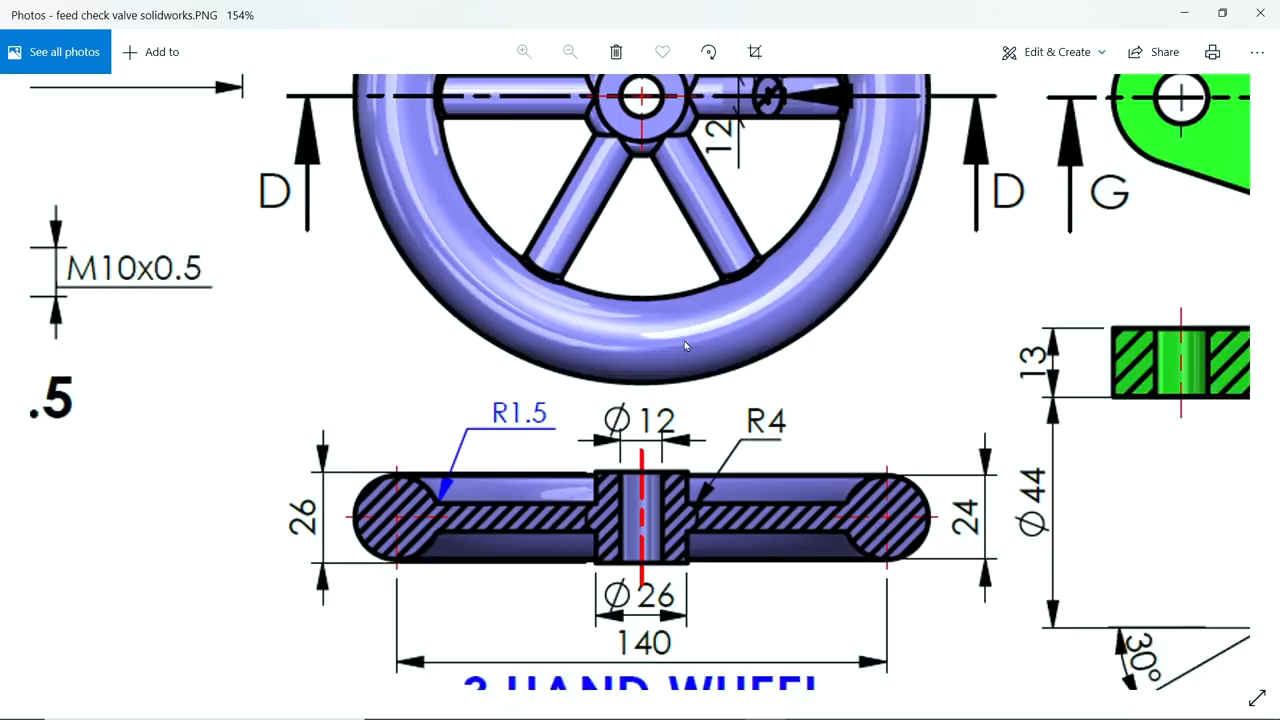 Photos - feed check valve solidworks.PNG 154%
See all photos
Add to
Edit & Create
Share
12
D
D
G
M10x0.5
.5
13
R1.5
∅ 12
R4
26
24
∅ 44
∅ 26
140
30°
3 HAND WHEEL